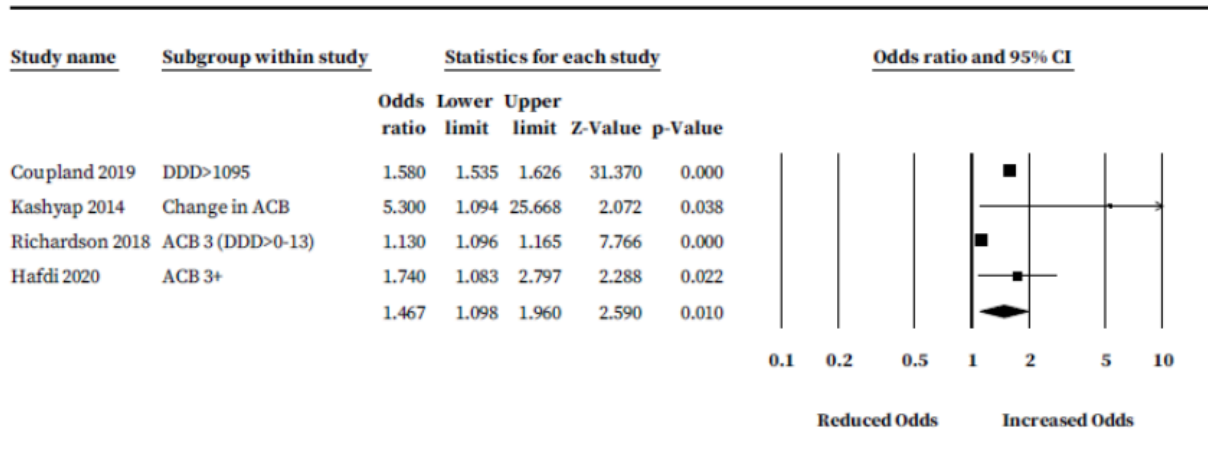 Study name Subgroup within study Statistics for each study Odds ratio and 95% CI
Odds Lower Upper
ratio limit limit Z-Value p-Value
Coupland 2019 DDD>1095 1.580 1.535 1.626 31.370 0.000
Kashyap 2014 Change in ACB 5.300 1.094 25.668 2.072 0.038
Richardson 2018 ACB 3 (DDD>0-13) 1.130 1.096 1.165 7.766 0.000
Hafdi 2020 ACB 3+ 1.740 1.083 2.797 2.288 0.022
1.467 1.098 1.960 2.590 0.010
0.1 0.2 0.5 1 2 5 10
Reduced Odds Increased Odds